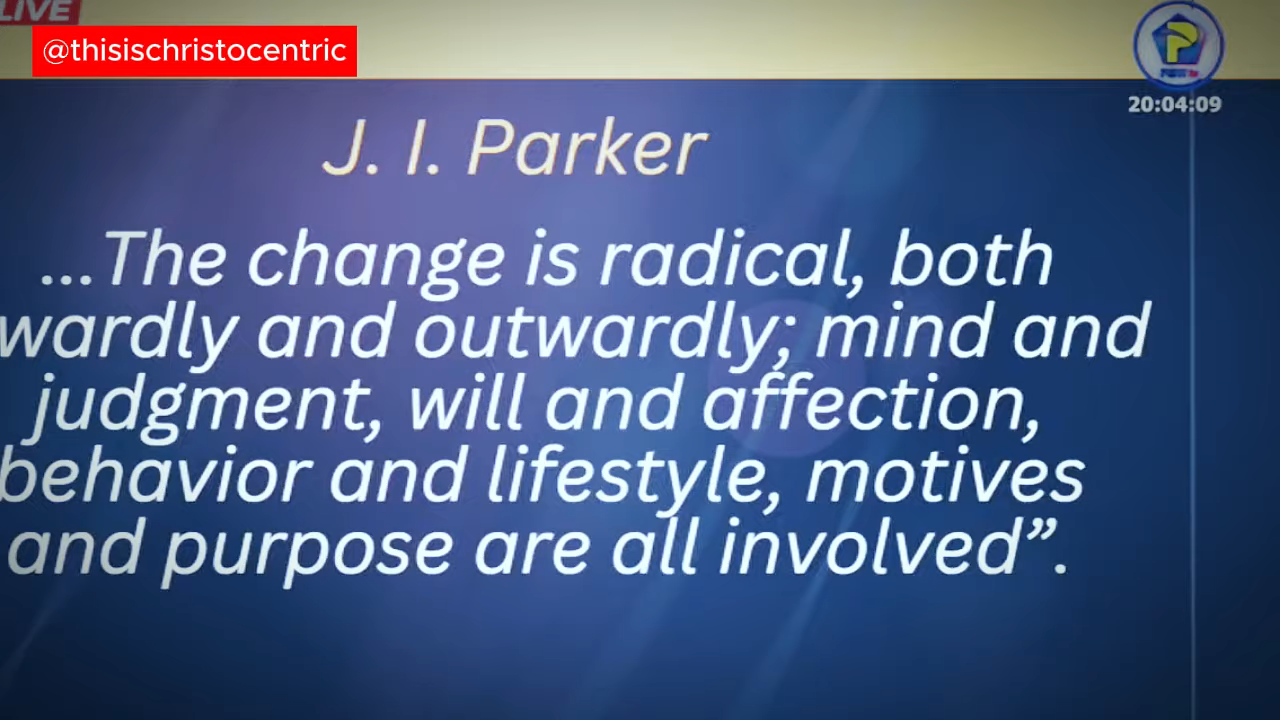 LIVE
@thisischristocentric
20:04:09
J. I. Parker
...The change is radical, both
wardly and outwardly; mind and
judgment, will and affection,
behavior and lifestyle, motives
and purpose are all involved”.